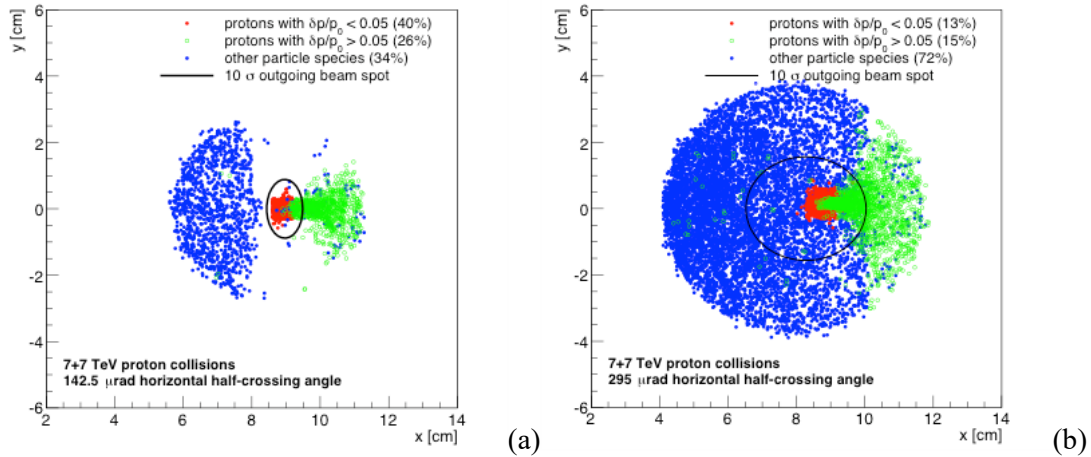 y [cm]
6
4
2
0
-2
-4
-6
protons with δp/p₀ < 0.05 (40%)
protons with δp/p₀ > 0.05 (26%)
other particle species (34%)
10 σ outgoing beam spot
7+7 TeV proton collisions
142.5 μrad horizontal half-crossing angle
2 4 6 8 10 12 14
x [cm]
(a)
y [cm]
6
4
2
0
-2
-4
-6
protons with δp/p₀ < 0.05 (13%)
protons with δp/p₀ > 0.05 (15%)
other particle species (72%)
10 σ outgoing beam spot
7+7 TeV proton collisions
295 μrad horizontal half-crossing angle
2 4 6 8 10 12 14
x [cm]
(b)